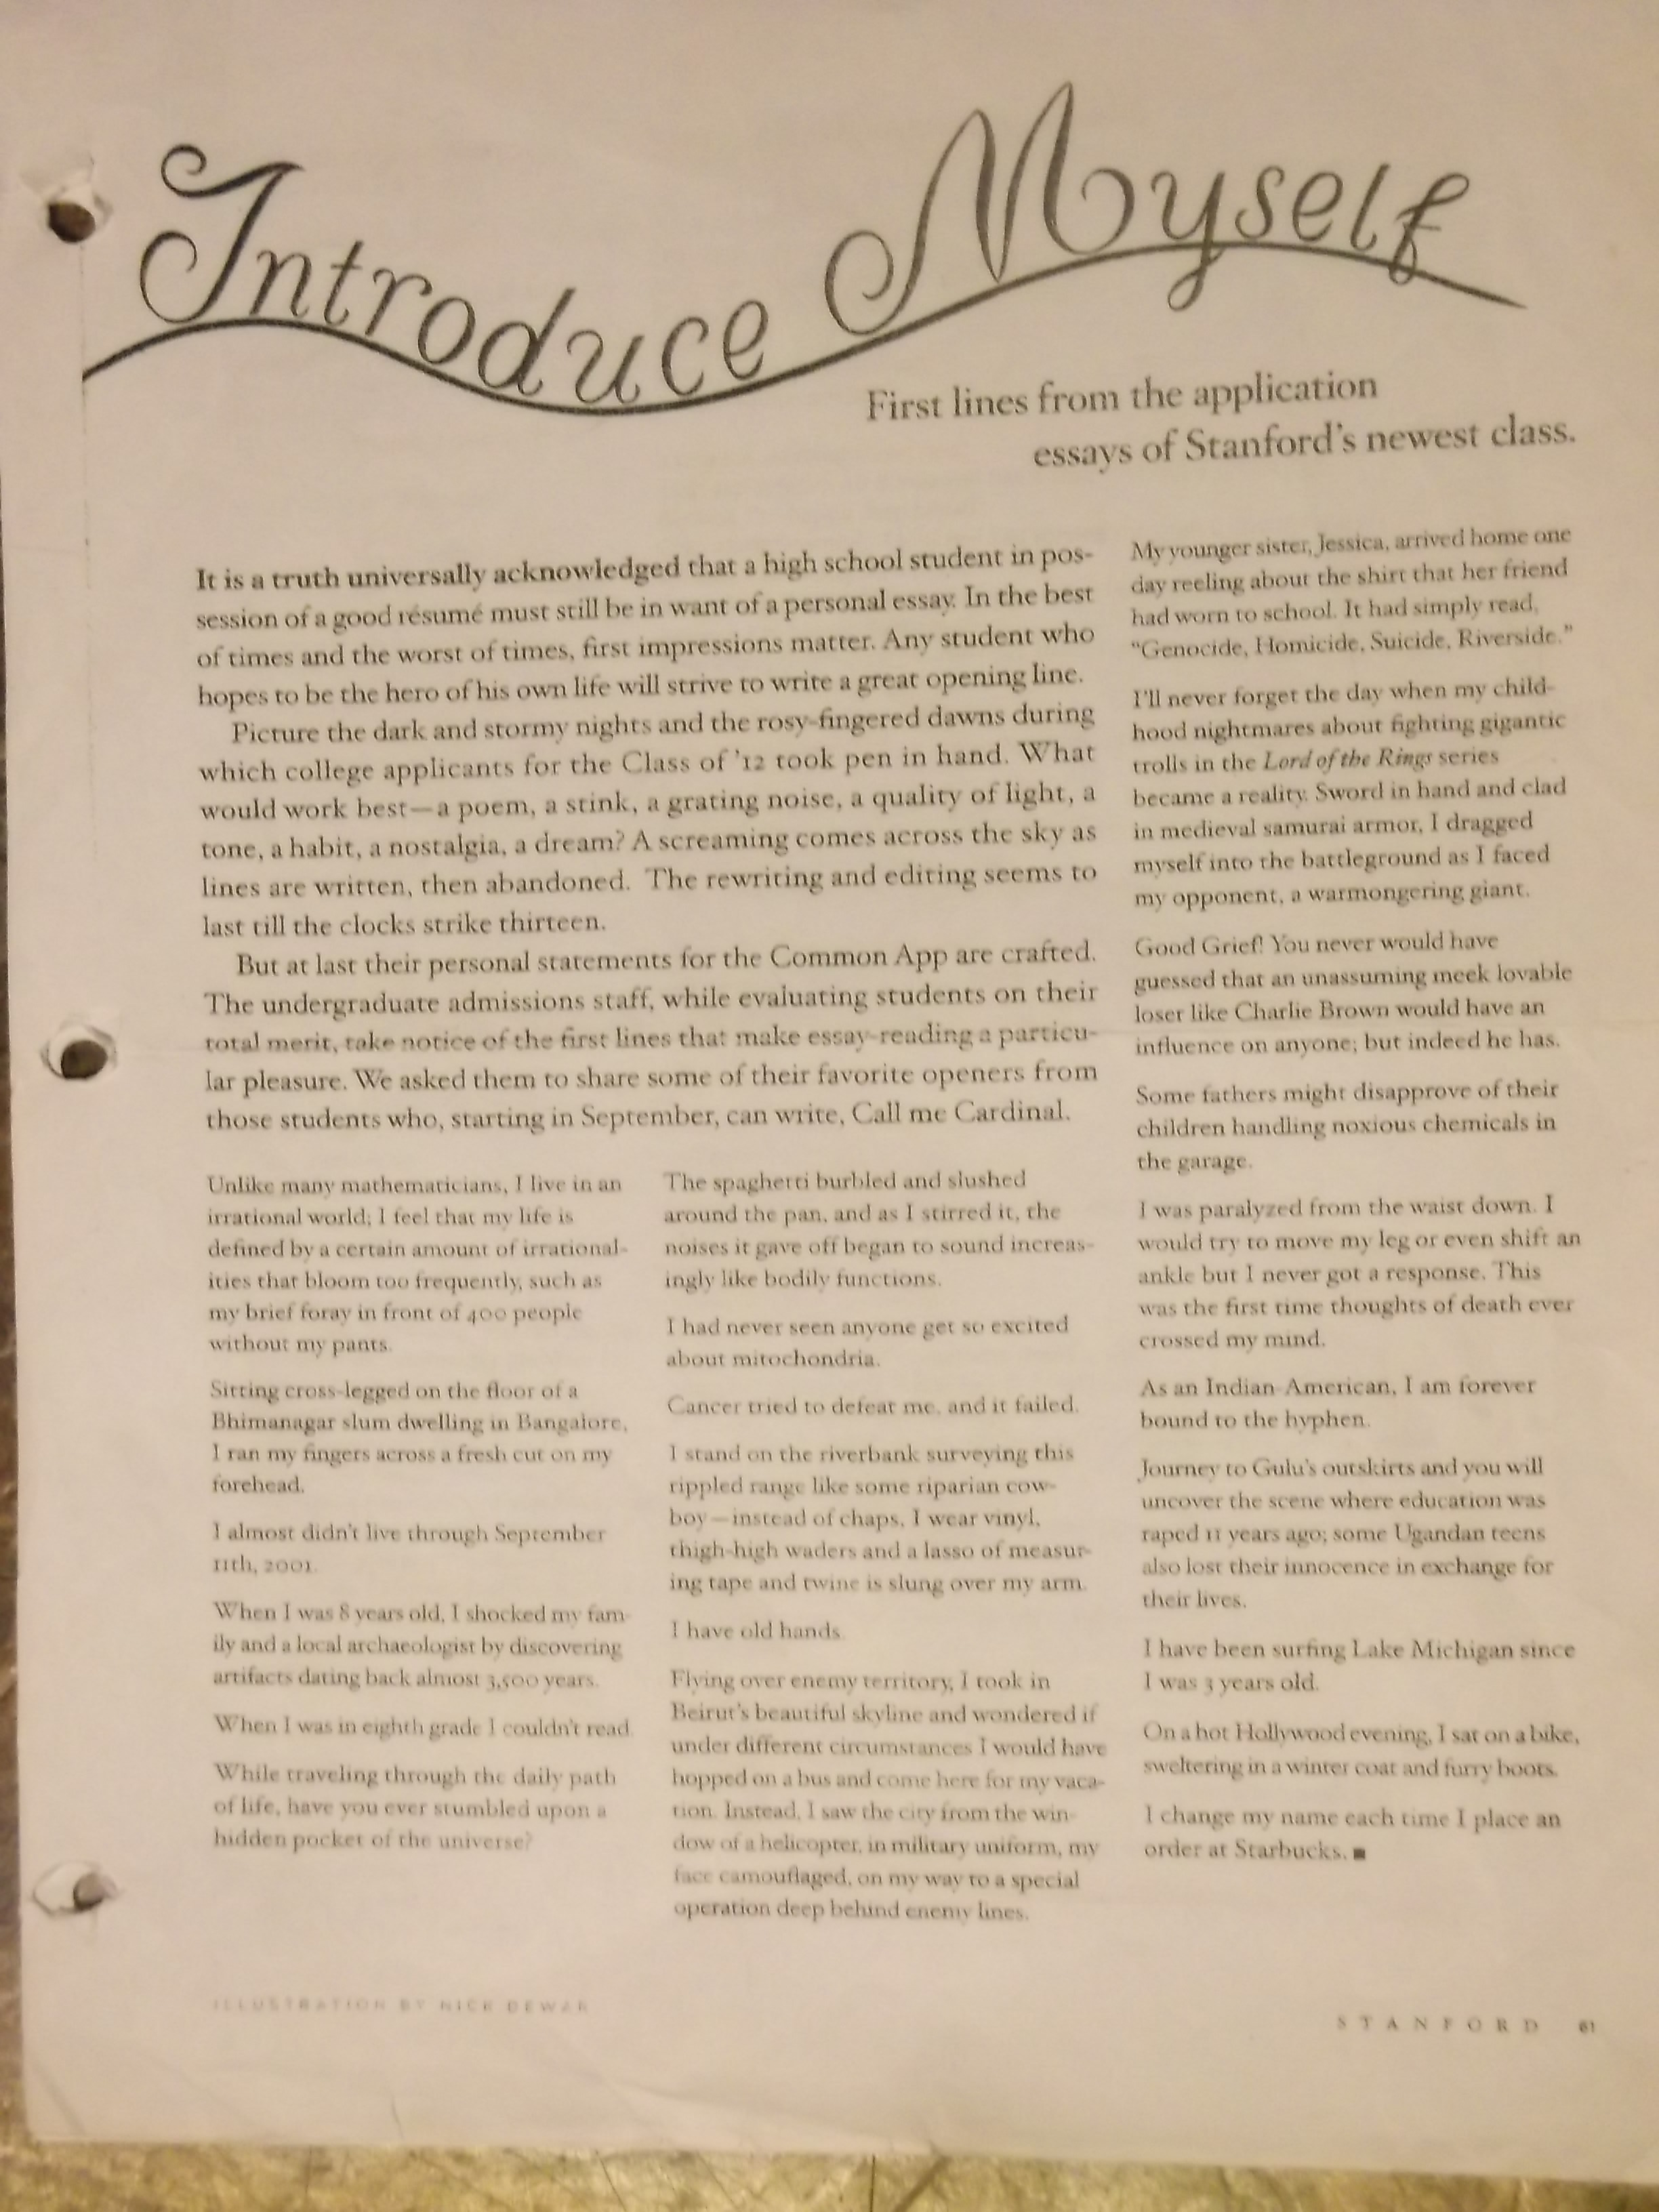 Introduce Myself
First lines from the application
essays of Stanford's newest class.
It is a truth universally acknowledged that a high school student in pos-
session of a good résumé must still be in want of a personal essay. In the best
of times and the worst of times, first impressions matter. Any student who
hopes to be the hero of his own life will strive to write a great opening line.
Picture the dark and stormy nights and the rosy-fingered dawns during
which college applicants for the Class of '12 took pen in hand. What
would work best—a poem, a stink, a grating noise, a quality of light, a
tone, a habit, a nostalgia, a dream? A screaming comes across the sky as
lines are written, then abandoned. The rewriting and editing seems to
last till the clocks strike thirteen.
But at last their personal statements for the Common App are crafted.
The undergraduate admissions staff, while evaluating students on their
total merit, take notice of the first lines that make essay-reading a particu-
lar pleasure. We asked them to share some of their favorite openers from
those students who, starting in September, can write, Call me Cardinal.
Unlike many mathematicians, I live in an
irrational world; I feel that my life is
defined by a certain amount of irrational-
ities that bloom too frequently, such as
my brief foray in front of 400 people
without my pants.
Sitting cross-legged on the floor of a
Bhimanagar slum dwelling in Bangalore,
I ran my fingers across a fresh cut on my
forehead.
I almost didn't live through September
11th, 2001.
When I was 8 years old, I shocked my fam-
ily and a local archaeologist by discovering
artifacts dating back almost 3,500 years.
When I was in eighth grade I couldn't read.
While traveling through the daily path
of life, have you ever stumbled upon a
hidden pocket of the universe?
The spaghetti burbled and slushed
around the pan, and as I stirred it, the
noises it gave off began to sound increas-
ingly like bodily functions.
I had never seen anyone get so excited
about mitochondria.
Cancer tried to defeat me, and it failed.
I stand on the riverbank surveying this
rippled range like some riparian cow-
boy—instead of chaps, I wear vinyl,
thigh-high waders and a lasso of measur-
ing tape and twine is slung over my arm.
I have old hands.
Flying over enemy territory, I took in
Beirut's beautiful skyline and wondered if
under different circumstances I would have
hopped on a bus and come here for my vaca-
tion. Instead, I saw the city from the win-
dow of a helicopter, in military uniform, my
face camouflaged, on my way to a special
operation deep behind enemy lines.
My younger sister, Jessica, arrived home one
day reeling about the shirt that her friend
had worn to school. It had simply read,
"Genocide, Homicide, Suicide, Riverside."
I'll never forget the day when my child-
hood nightmares about fighting gigantic
trolls in the Lord of the Rings series
became a reality. Sword in hand and clad
in medieval samurai armor, I dragged
myself into the battleground as I faced
my opponent, a warmongering giant.
Good Grief! You never would have
guessed that an unassuming meek lovable
loser like Charlie Brown would have an
influence on anyone; but indeed he has.
Some fathers might disapprove of their
children handling noxious chemicals in
the garage.
I was paralyzed from the waist down. I
would try to move my leg or even shift an
ankle but I never got a response. This
was the first time thoughts of death ever
crossed my mind.
As an Indian-American, I am forever
bound to the hyphen.
Journey to Gulu's outskirts and you will
uncover the scene where education was
raped 11 years ago; some Ugandan teens
also lost their innocence in exchange for
their lives.
I have been surfing Lake Michigan since
I was 3 years old.
On a hot Hollywood evening, I sat on a bike,
sweltering in a winter coat and furry boots.
I change my name each time I place an
order at Starbucks. ■
ILLUSTRATION BY NICK DEWAR
STANFORD 61